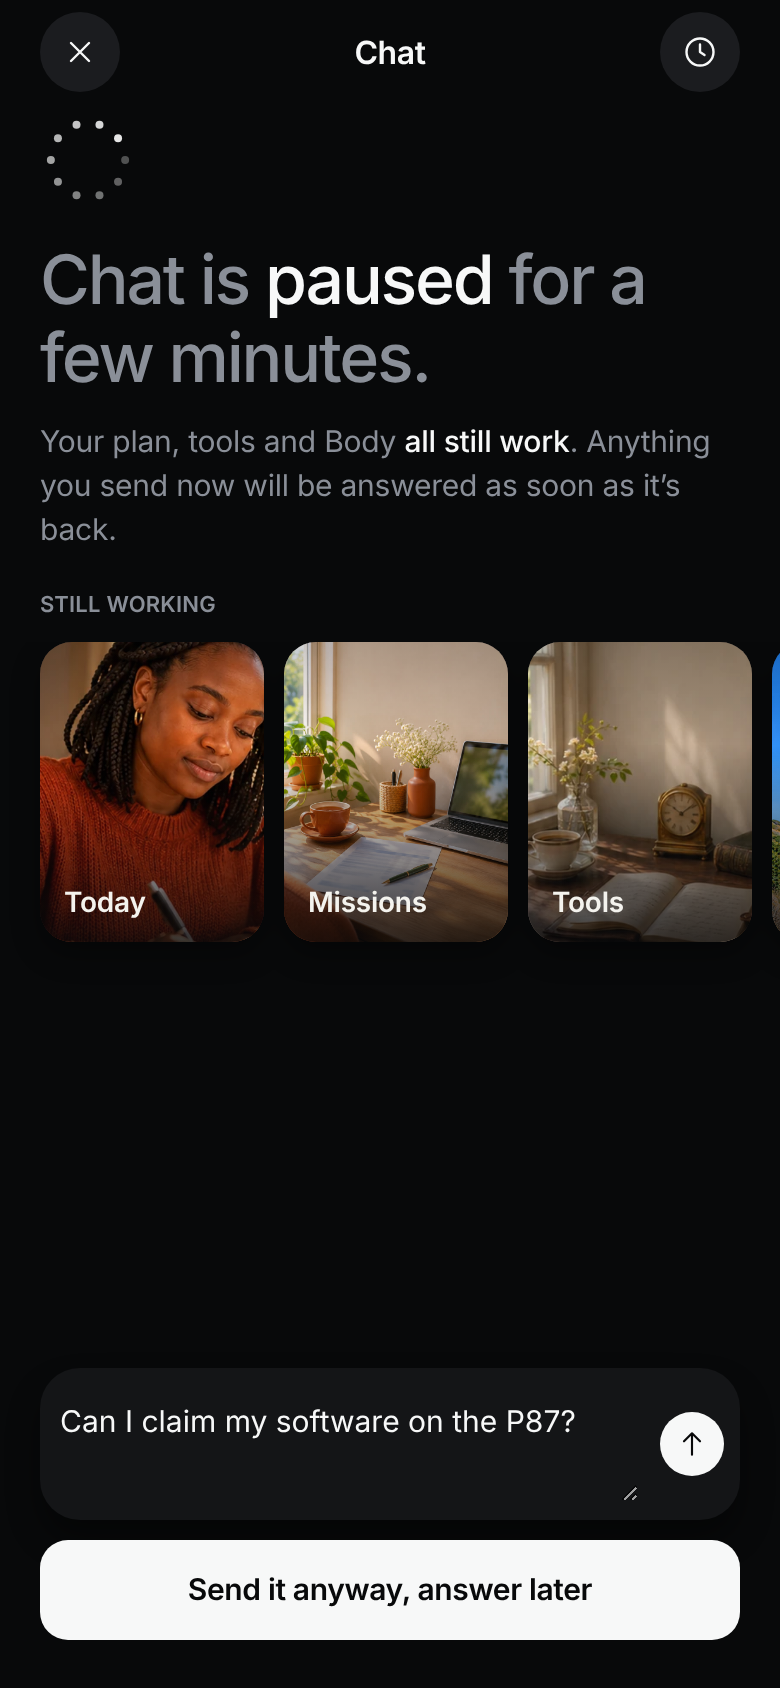 Chat
Chat is paused for a
few minutes.
Your plan, tools and Body all still work. Anything
you send now will be answered as soon as it’s
back.
STILL WORKING
Today
Missions
Tools
Can I claim my software on the P87?
Send it anyway, answer later